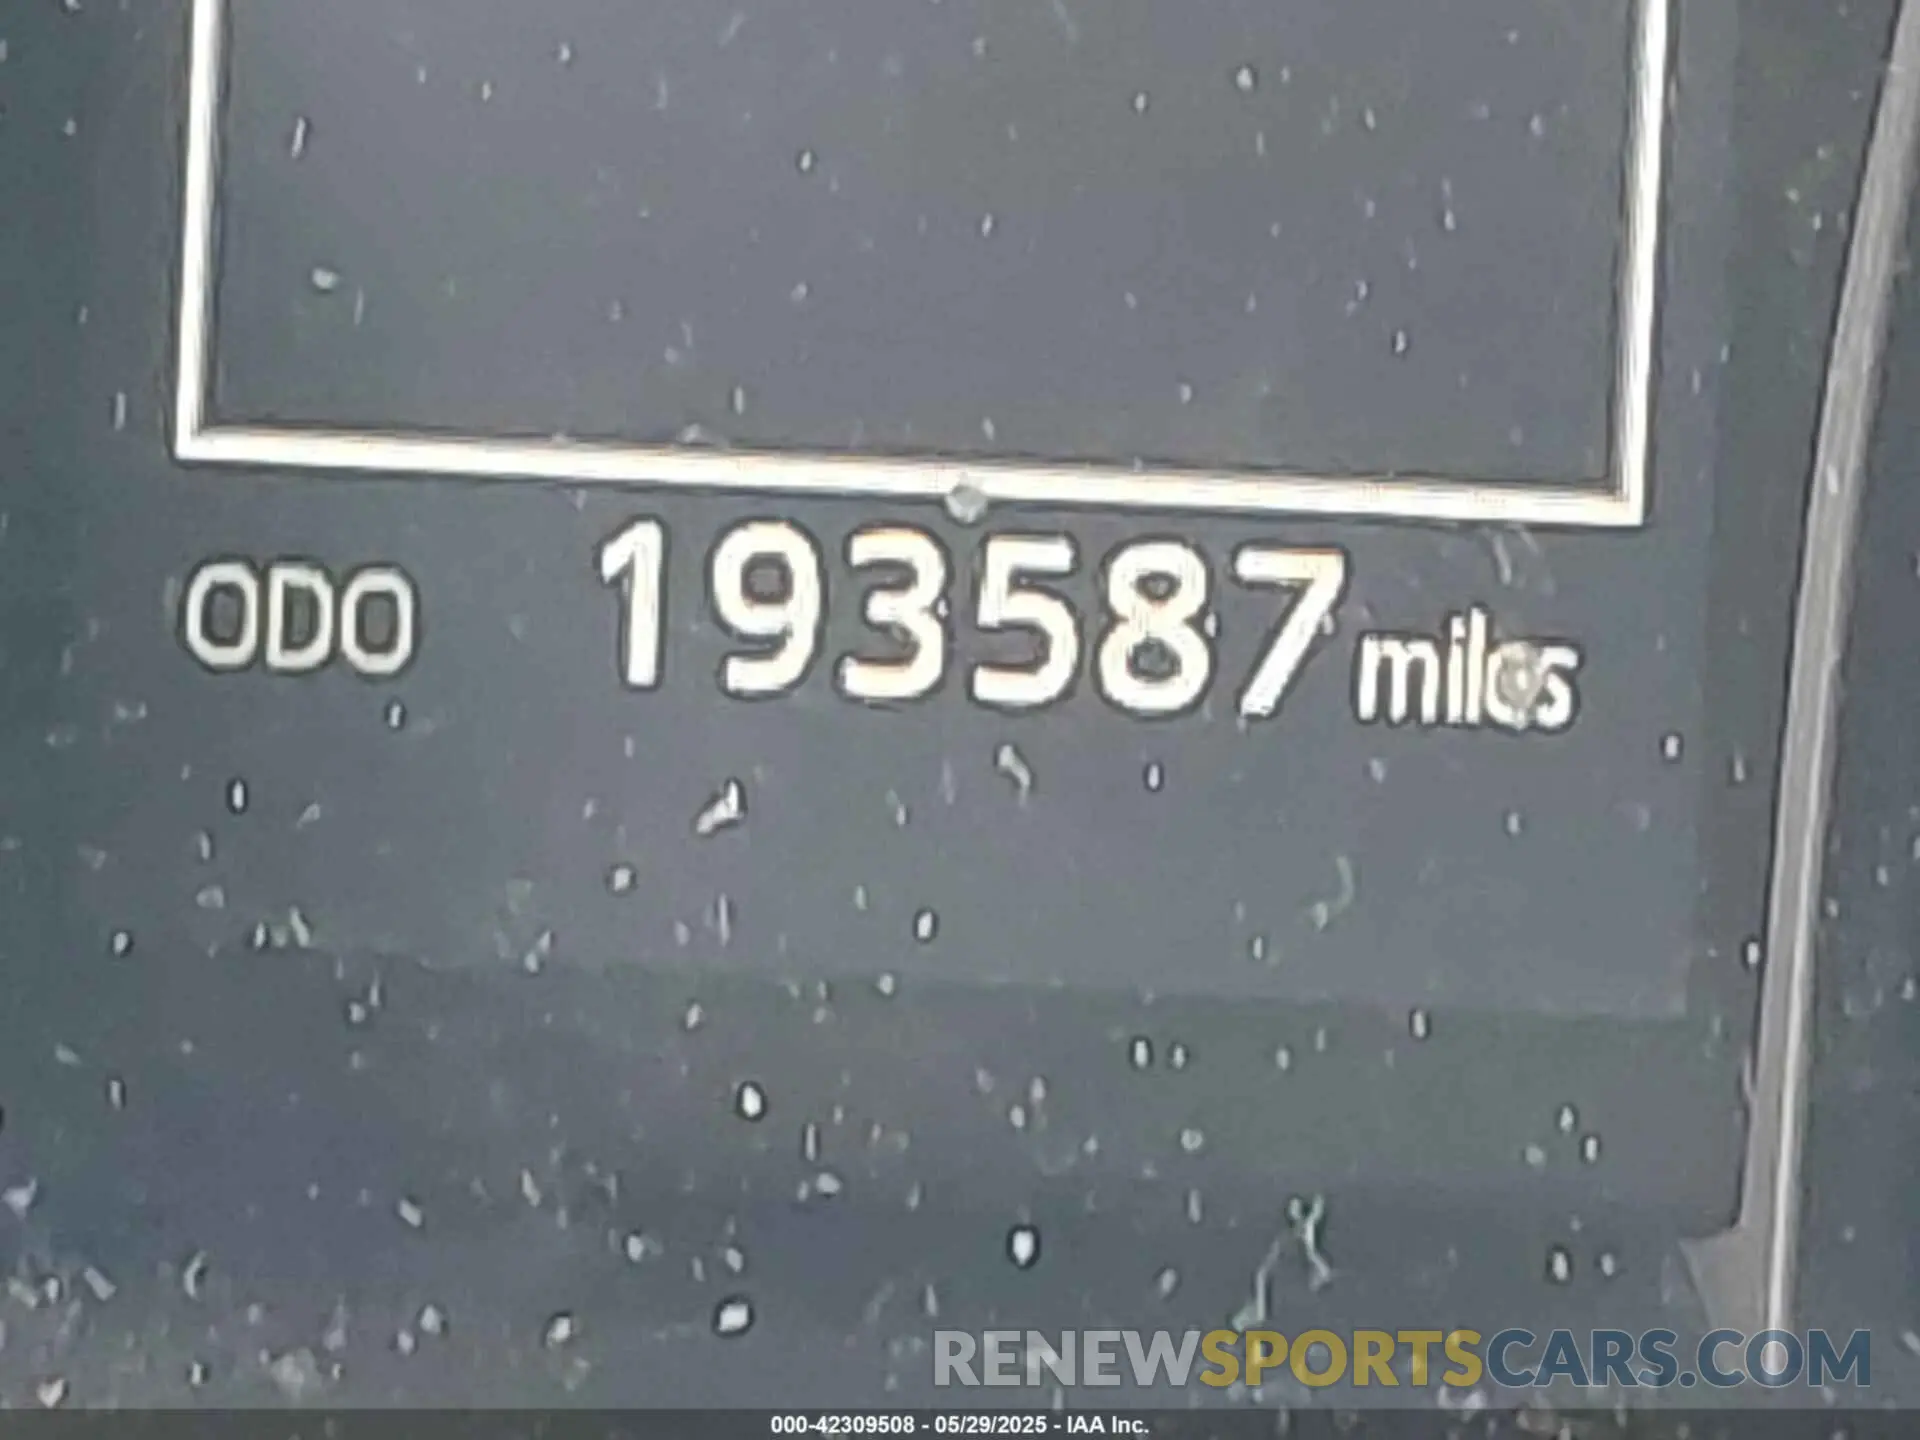 ODO 193587 miles
RENEWSPORTSCARS.COM
000-42309508 - 05/29/2025 - IAA Inc.